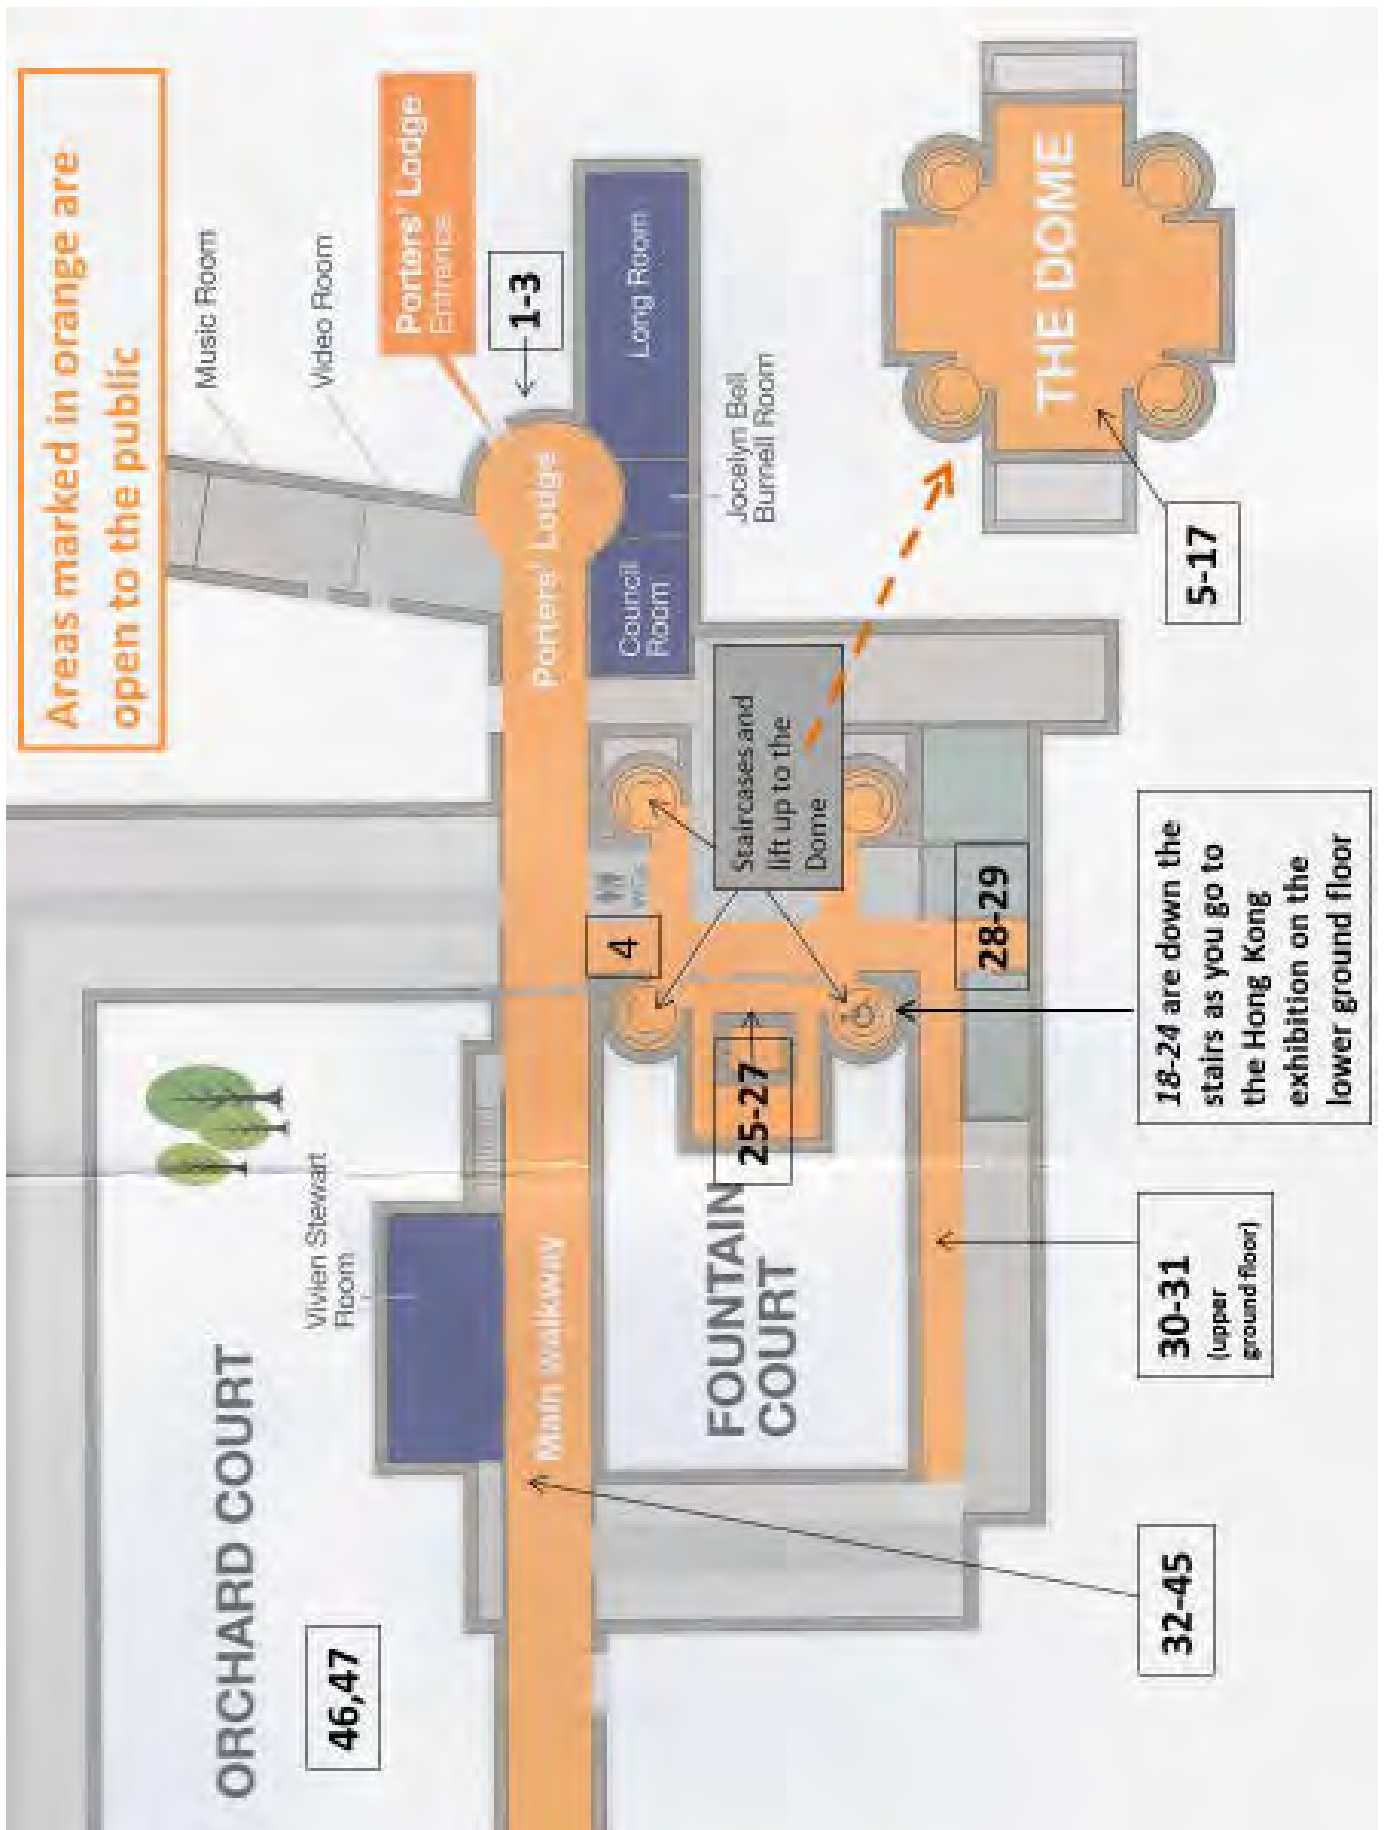 Areas marked in orange are
open to the public
ORCHARD COURT
46,47
Music Room
Video Room
Vivien Stewart
Room
Porters' Lodge
Entrance
1-3
Main walkway
Porters' Lodge
Long Room
Council
Room
Jocelyn Bell
Burnell Room
WCs
4
FOUNTAIN
COURT
25-27
Staircases and
lift up to the
Dome
28-29
THE DOME
32-45
30-31
(upper
ground floor)
18-24 are down the
stairs as you go to
the Hong Kong
exhibition on the
lower ground floor
5-17